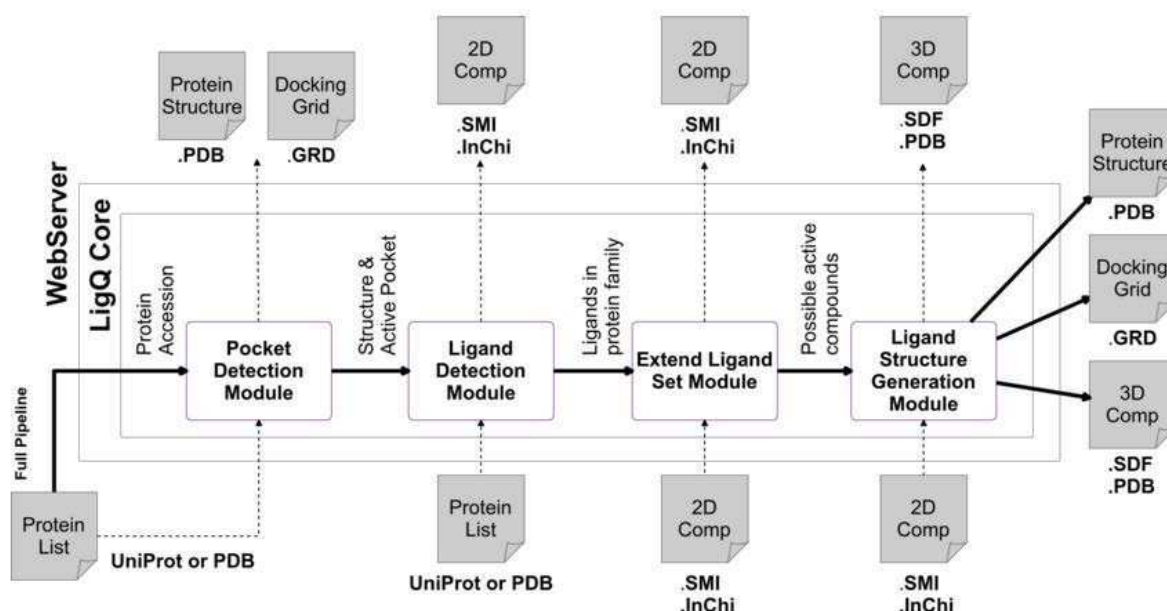 Protein
Structure
.PDB
Docking
Grid
.GRD
2D
Comp
.SMI
.InChi
2D
Comp
.SMI
.InChi
3D
Comp
.SDF
.PDB
WebServer
LigQ Core
Protein
Accession
Structure &
Active Pocket
Ligands in
protein family
Possible active
compounds
Full Pipeline
Pocket
Detection
Module
Ligand
Detection
Module
Extend Ligand
Set Module
Ligand
Structure
Generation
Module
Protein
Structure
.PDB
Docking
Grid
.GRD
3D
Comp
.SDF
.PDB
Protein
List
UniProt or PDB
Protein
List
UniProt or PDB
2D
Comp
.SMI
.InChi
2D
Comp
.SMI
.InChi